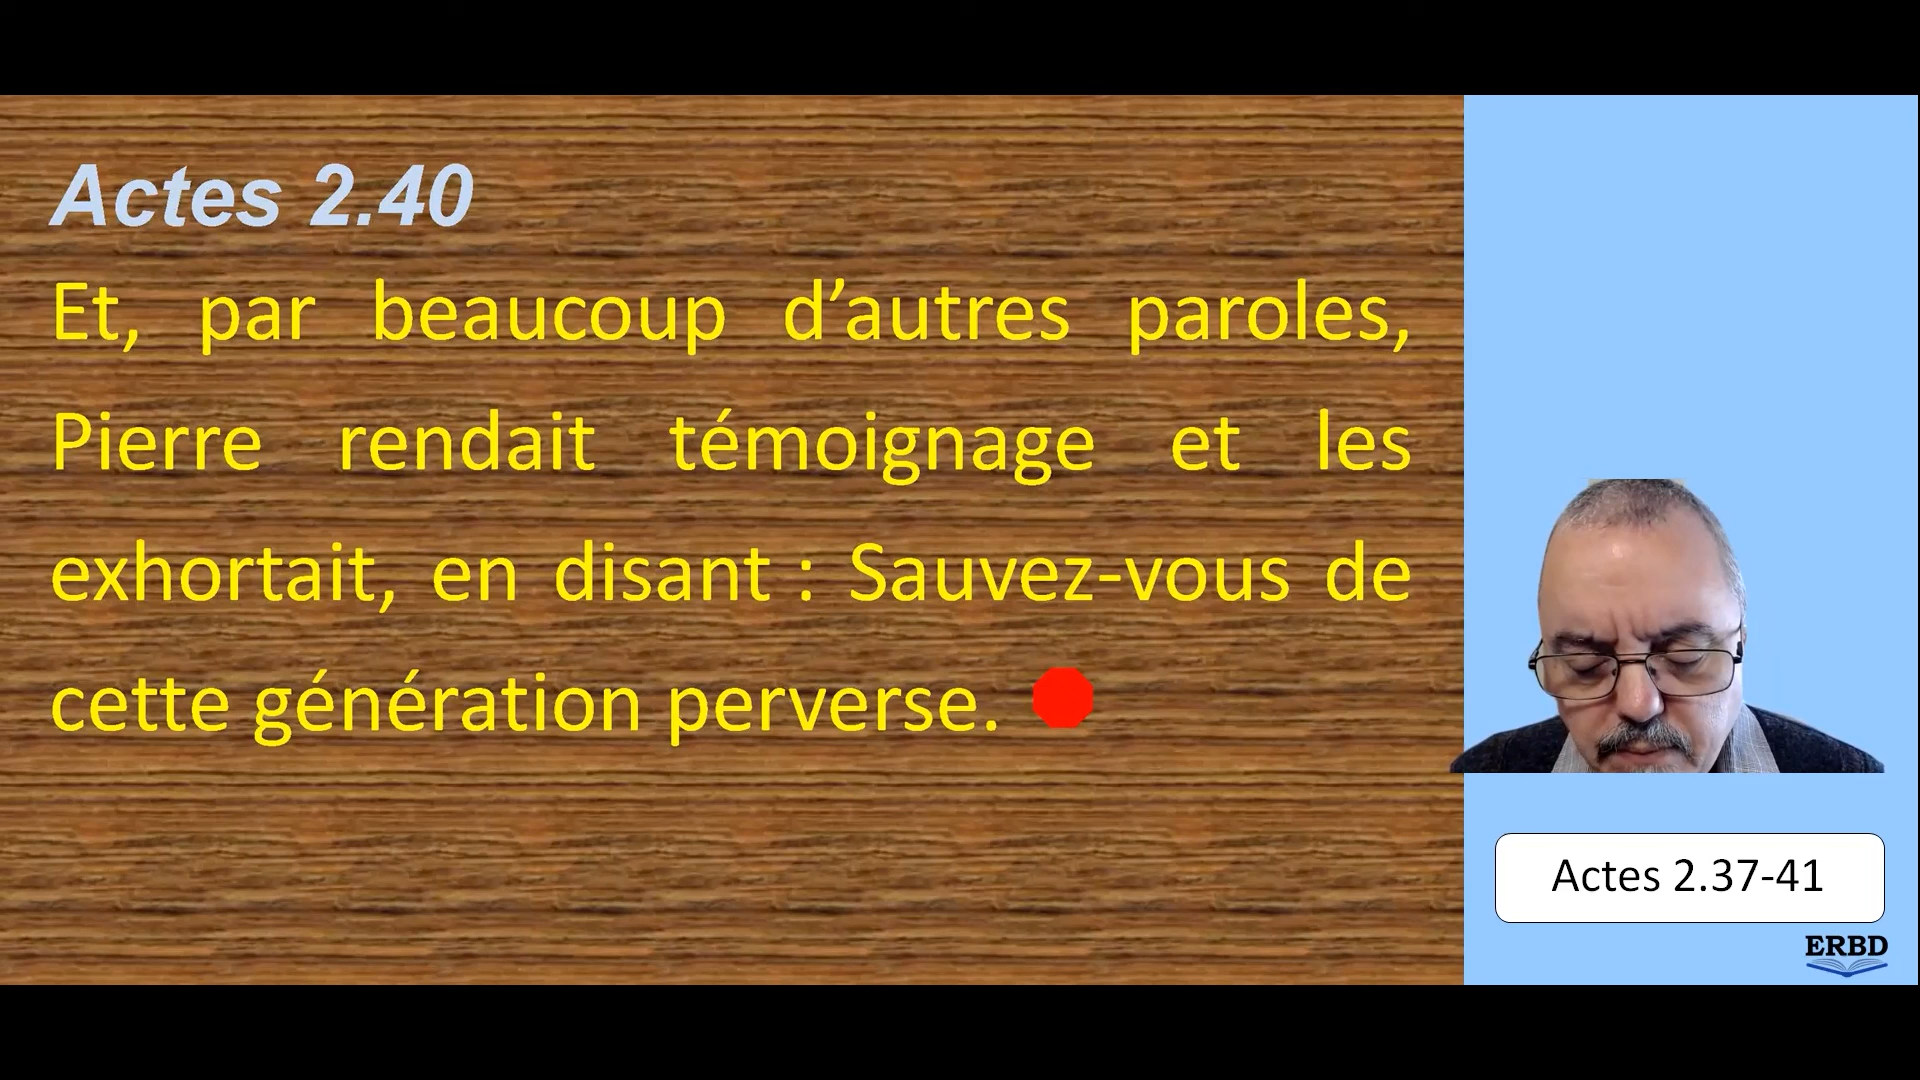 Actes 2.40
Et, par beaucoup d’autres paroles,
Pierre rendait témoignage et les
exhortait, en disant : Sauvez-vous de
cette génération perverse.
Actes 2.37-41
ERBD